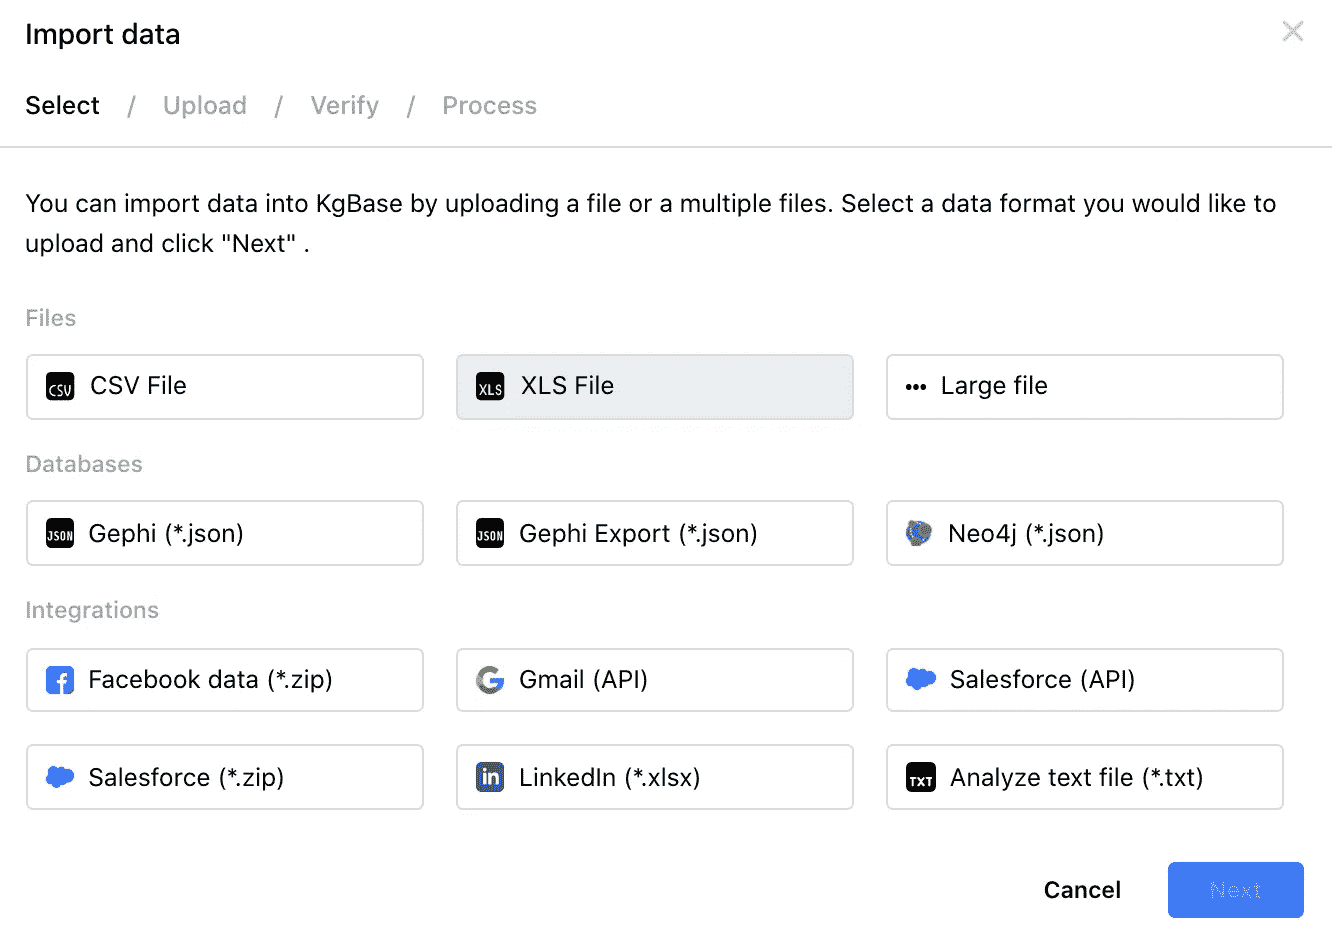 Import data
Select / Upload / Verify / Process
You can import data into KgBase by uploading a file or a multiple files. Select a data format you would like to
upload and click "Next" .
Files
CSV CSV File
XLS XLS File
Large file
Databases
JSON Gephi (*.json)
JSON Gephi Export (*.json)
Neo4j (*.json)
Integrations
Facebook data (*.zip)
Gmail (API)
Salesforce (API)
Salesforce (*.zip)
in LinkedIn (*.xlsx)
TXT Analyze text file (*.txt)
Cancel
Next